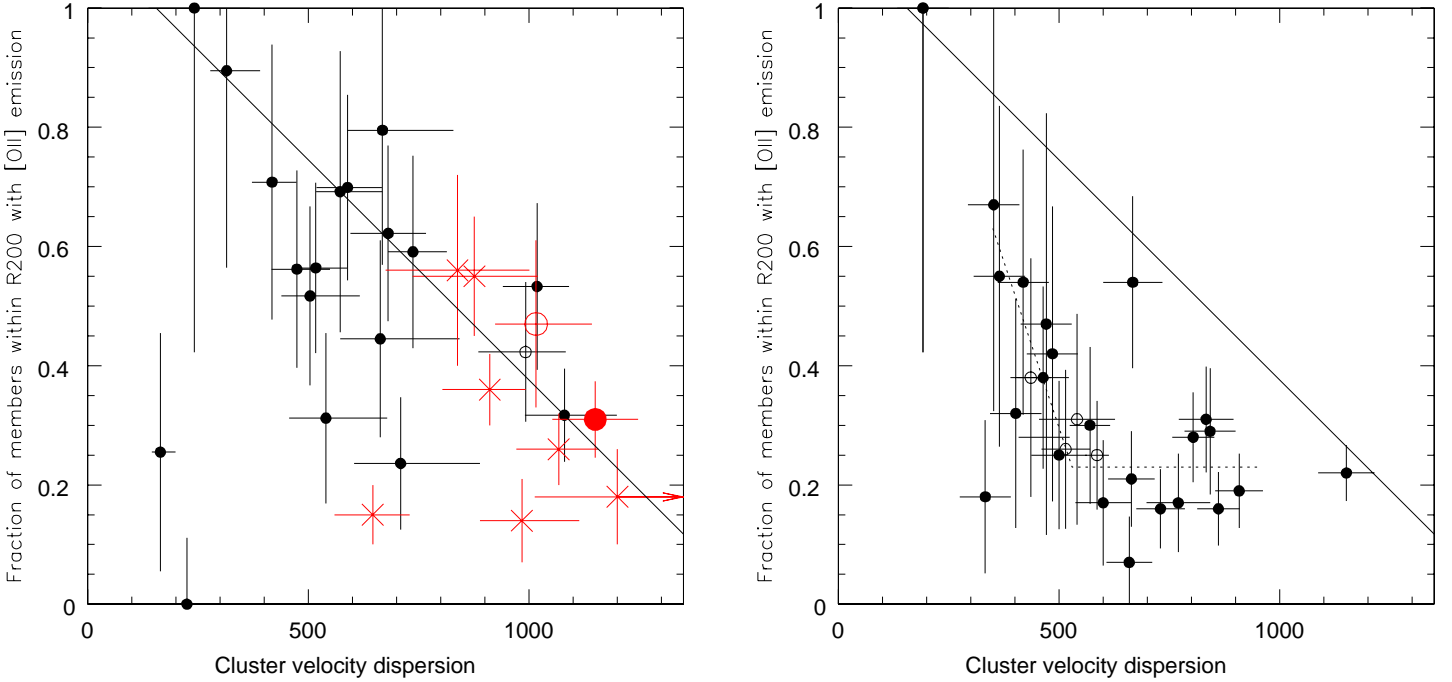 Fraction of members within R200 with [OII] emission
1
0.8
0.6
0.4
0.2
0
0 500 1000
Cluster velocity dispersion
Fraction of members within R200 with [OII] emission
1
0.8
0.6
0.4
0.2
0
0 500 1000
Cluster velocity dispersion